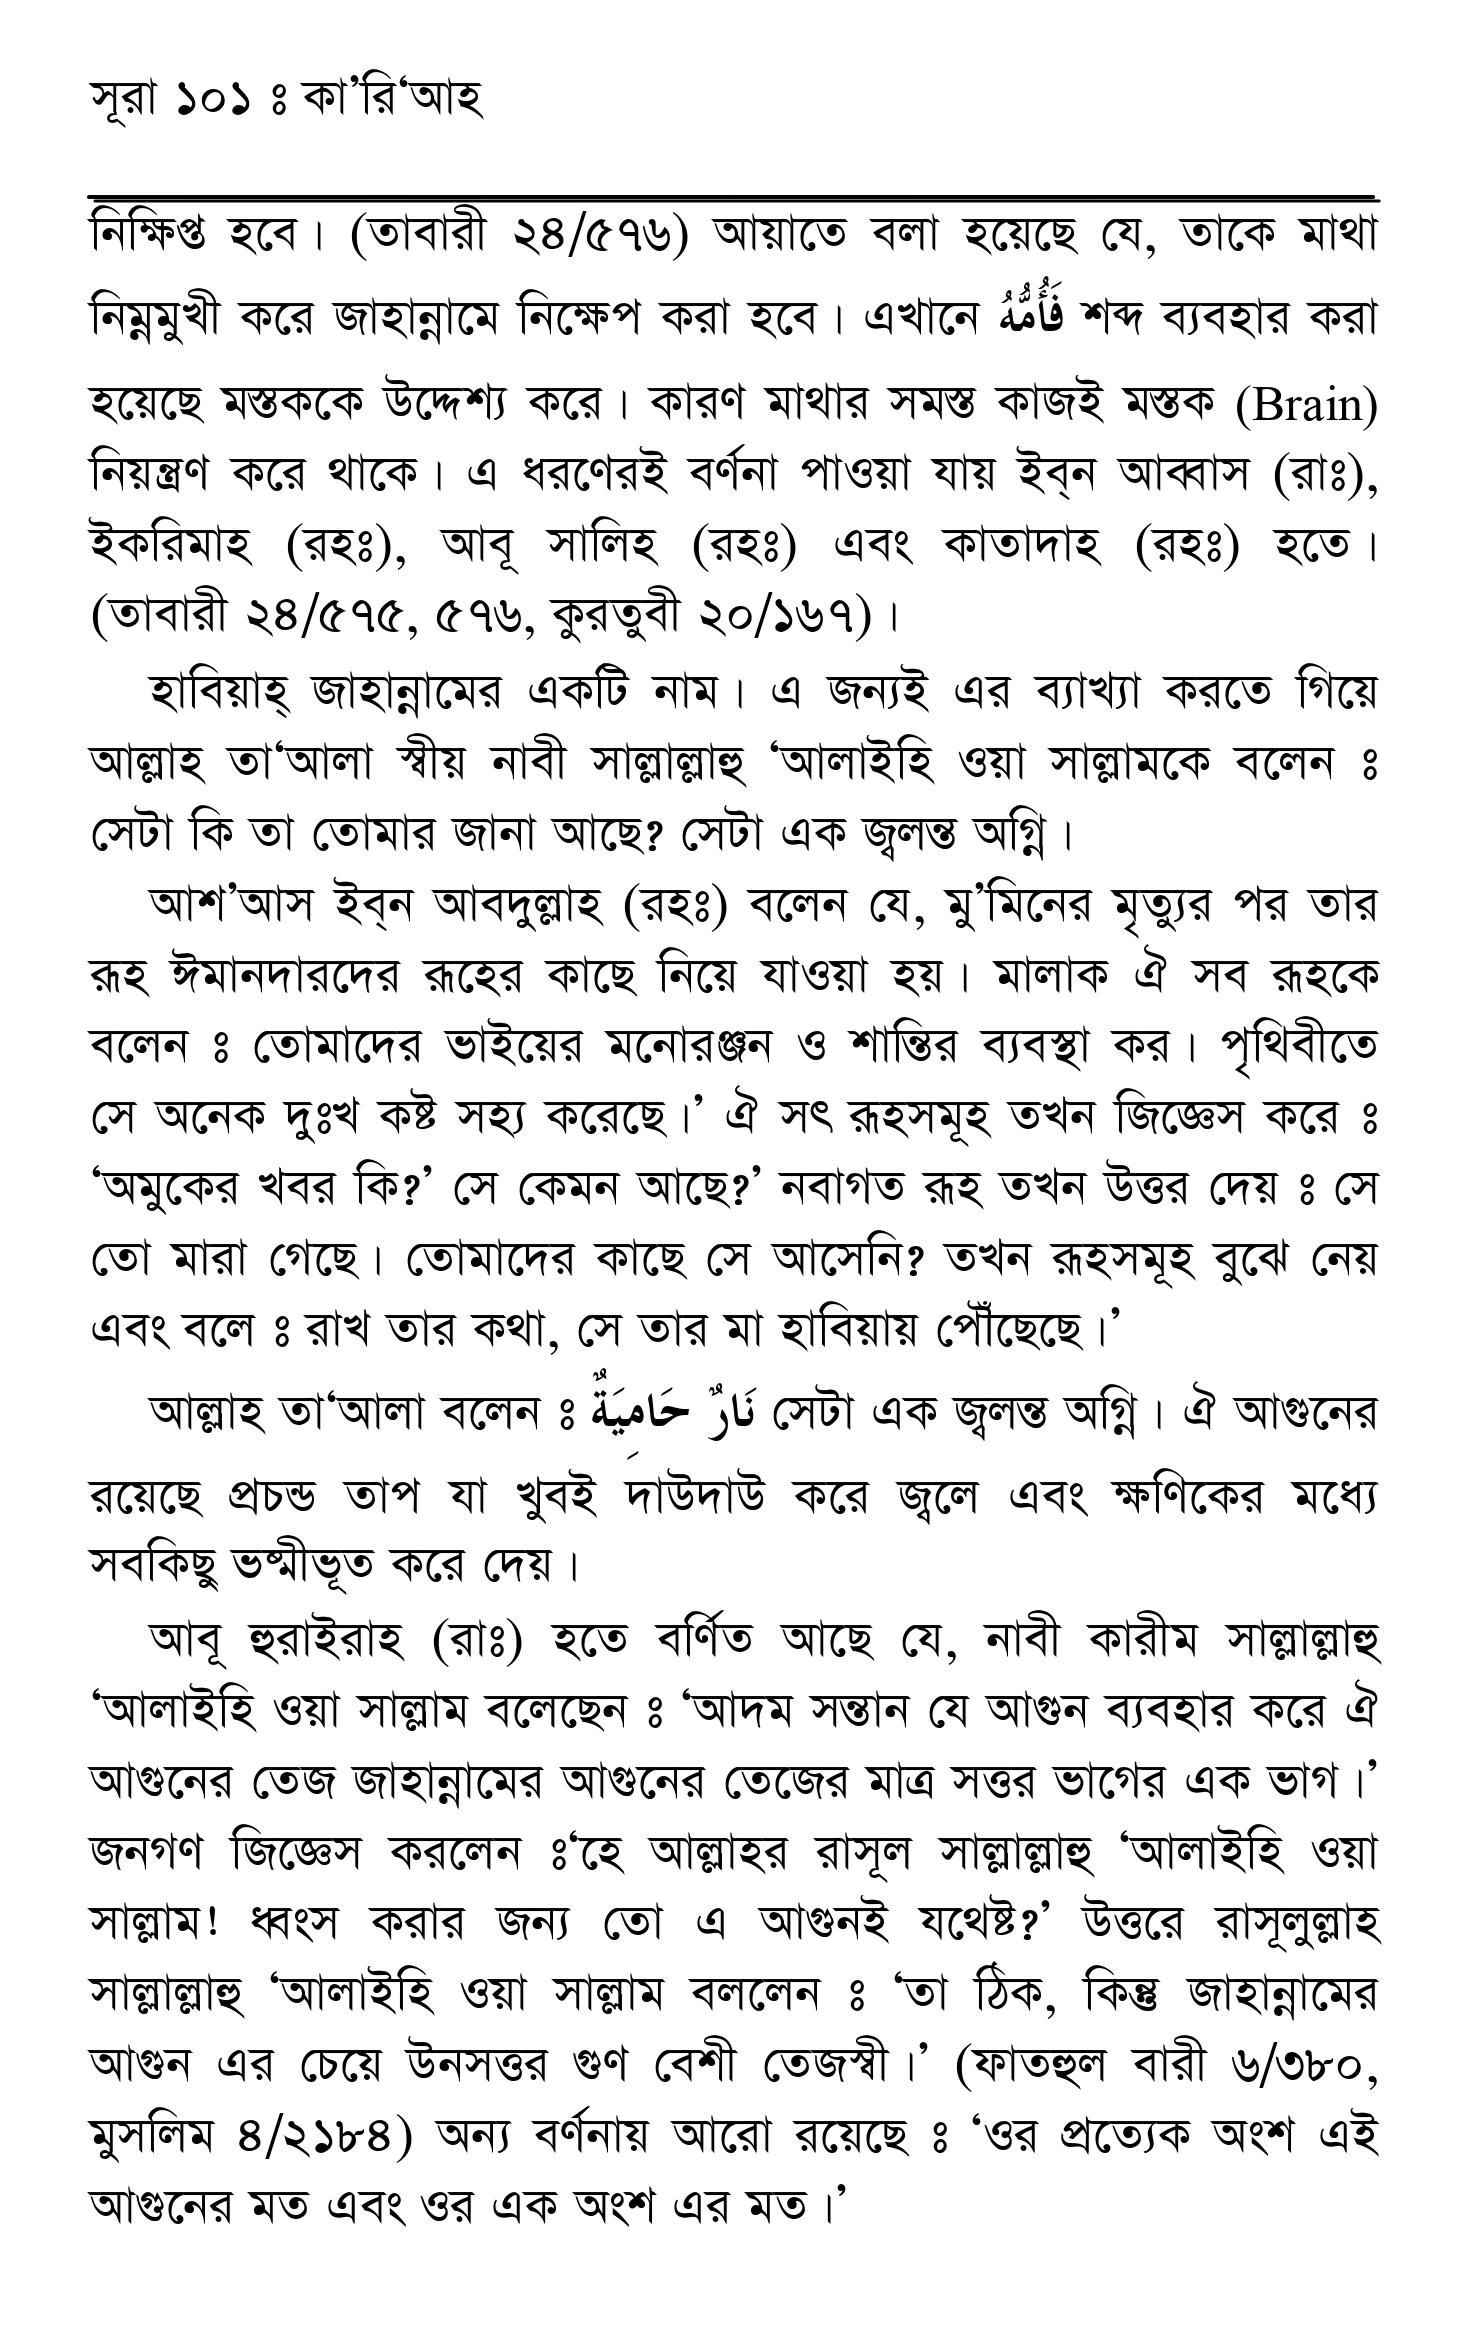 সূরা ১০১ ঃ কা’রি‘আহ
নিক্ষিপ্ত হবে। (তাবারী ২৪/৫৭৬) আয়াতে বলা হয়েছে যে, তাকে মাথা
নিম্নমুখী করে জাহান্নামে নিক্ষেপ করা হবে। এখানে فَأُمُّهُ শব্দ ব্যবহার করা
হয়েছে মস্তককে উদ্দেশ্য করে। কারণ মাথার সমস্ত কাজই মস্তক (Brain)
নিয়ন্ত্রণ করে থাকে। এ ধরণেরই বর্ণনা পাওয়া যায় ইব্‌ন আব্বাস (রাঃ),
ইকরিমাহ (রহঃ), আবূ সালিহ (রহঃ) এবং কাতাদাহ (রহঃ) হতে।
(তাবারী ২৪/৫৭৫, ৫৭৬, কুরতুবী ২০/১৬৭)।
হাবিয়াহ্ জাহান্নামের একটি নাম। এ জন্যই এর ব্যাখ্যা করতে গিয়ে
আল্লাহ তা‘আলা স্বীয় নাবী সাল্লাল্লাহু ‘আলাইহি ওয়া সাল্লামকে বলেন ঃ
সেটা কি তা তোমার জানা আছে? সেটা এক জ্বলন্ত অগ্নি।
আশ’আস ইব্‌ন আবদুল্লাহ (রহঃ) বলেন যে, মু’মিনের মৃত্যুর পর তার
রূহ ঈমানদারদের রূহের কাছে নিয়ে যাওয়া হয়। মালাক ঐ সব রূহকে
বলেন ঃ তোমাদের ভাইয়ের মনোরঞ্জন ও শান্তির ব্যবস্থা কর। পৃথিবীতে
সে অনেক দুঃখ কষ্ট সহ্য করেছে।’ ঐ সৎ রূহসমূহ তখন জিজ্ঞেস করে ঃ
‘অমুকের খবর কি?’ সে কেমন আছে?’ নবাগত রূহ তখন উত্তর দেয় ঃ সে
তো মারা গেছে। তোমাদের কাছে সে আসেনি? তখন রূহসমূহ বুঝে নেয়
এবং বলে ঃ রাখ তার কথা, সে তার মা হাবিয়ায় পৌঁছেছে।’
আল্লাহ তা‘আলা বলেন ঃ نَارٌ حَامِيَةٌ সেটা এক জ্বলন্ত অগ্নি। ঐ আগুনের
রয়েছে প্রচন্ড তাপ যা খুবই দাউদাউ করে জ্বলে এবং ক্ষণিকের মধ্যে
সবকিছু ভষ্মীভূত করে দেয়।
আবূ হুরাইরাহ (রাঃ) হতে বর্ণিত আছে যে, নাবী কারীম সাল্লাল্লাহু
‘আলাইহি ওয়া সাল্লাম বলেছেন ঃ ‘আদম সন্তান যে আগুন ব্যবহার করে ঐ
আগুনের তেজ জাহান্নামের আগুনের তেজের মাত্র সত্তর ভাগের এক ভাগ।’
জনগণ জিজ্ঞেস করলেন ঃ‘হে আল্লাহর রাসূল সাল্লাল্লাহু ‘আলাইহি ওয়া
সাল্লাম! ধ্বংস করার জন্য তো এ আগুনই যথেষ্ট?’ উত্তরে রাসূলুল্লাহ
সাল্লাল্লাহু ‘আলাইহি ওয়া সাল্লাম বললেন ঃ ‘তা ঠিক, কিন্তু জাহান্নামের
আগুন এর চেয়ে উনসত্তর গুণ বেশী তেজস্বী।’ (ফাতহুল বারী ৬/৩৮০,
মুসলিম ৪/২১৮৪) অন্য বর্ণনায় আরো রয়েছে ঃ ‘ওর প্রত্যেক অংশ এই
আগুনের মত এবং ওর এক অংশ এর মত।’